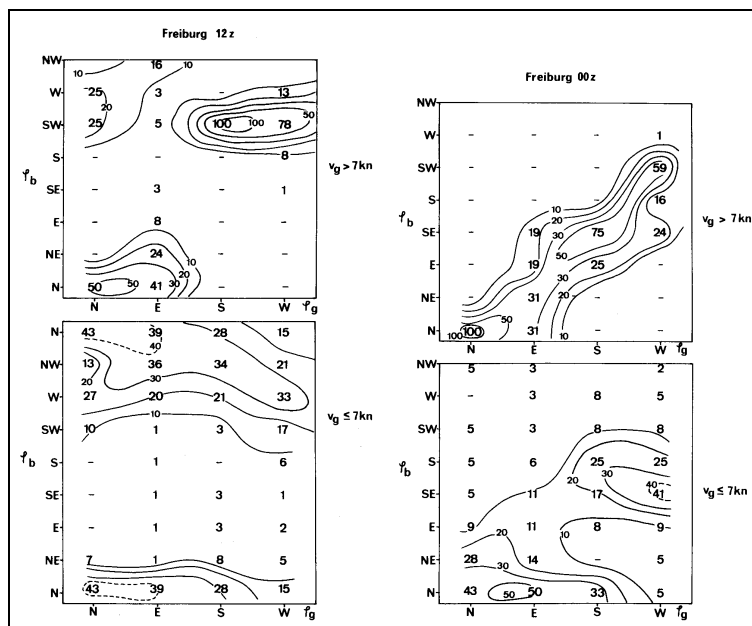 Freiburg 12z
NW 10 16 10
W 25 20 3 – 13
SW 25 5 100 100 78 50
S – – – 8
φb
SE – 3 – 1
E – 8 – –
NE – 24 10 – –
20
N 50 50 41 30 – –
N E S W φg
vg > 7kn
N 43 39 28 15
40
NW 13 36 34 21
20 30
W 27 20 21 33
10
SW 10 1 3 17
S – 1 – 6
φb
SE – 1 3 1
E – 1 3 2
NE 7 1 8 5
N 43 39 28 15
N E S W φg
vg ≤ 7kn
Freiburg 00z
NW
W – – – 1
SW – – – 59
S – – – 16
10
20
φb
SE – 19 30 75 24
50
E – 19 25 –
30
NE – 31 20 – –
50
N 100 100 31 10 – –
N E S W φg
vg > 7kn
NW 5 3 – 2
W – 3 8 5
SW 5 3 8 8
S 5 6 25 25
10 30
φb
20 40
SE 5 11 17 41
E 9 11 8 9
20 10
NE 28 14 – 5
30
N 43 50 50 33 5
N E S W φg
vg ≤ 7kn